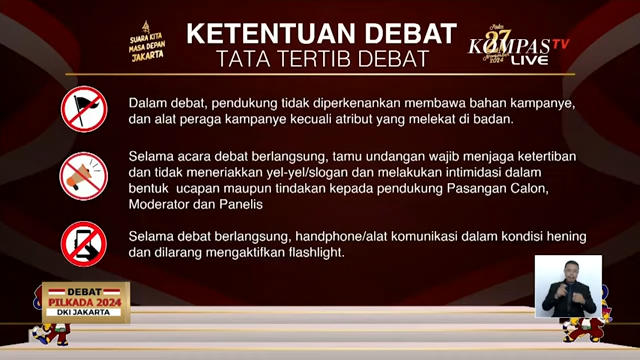 SUARA KITA
MASA DEPAN
JAKARTA
KETENTUAN DEBAT
TATA TERTIB DEBAT
27
2024
KOMPASTV
LIVE
Dalam debat, pendukung tidak diperkenankan membawa bahan kampanye,
dan alat peraga kampanye kecuali atribut yang melekat di badan.
Selama acara debat berlangsung, tamu undangan wajib menjaga ketertiban
dan tidak meneriakkan yel-yel/slogan dan melakukan intimidasi dalam
bentuk ucapan maupun tindakan kepada pendukung Pasangan Calon,
Moderator dan Panelis
Selama debat berlangsung, handphone/alat komunikasi dalam kondisi hening
dan dilarang mengaktifkan flashlight.
DEBAT
PILKADA 2024
DKI JAKARTA